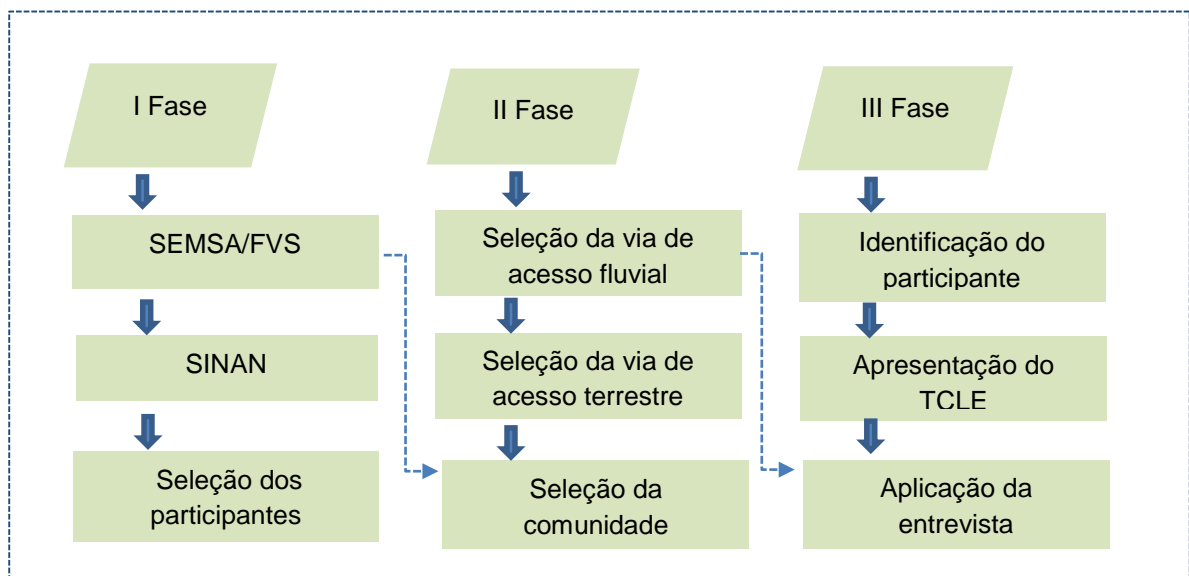 I Fase
SEMSA/FVS
SINAN
Seleção dos
participantes
II Fase
Seleção da via de
acesso fluvial
Seleção da via de
acesso terrestre
Seleção da
comunidade
III Fase
Identificação do
participante
Apresentação do
TCLE
Aplicação da
entrevista